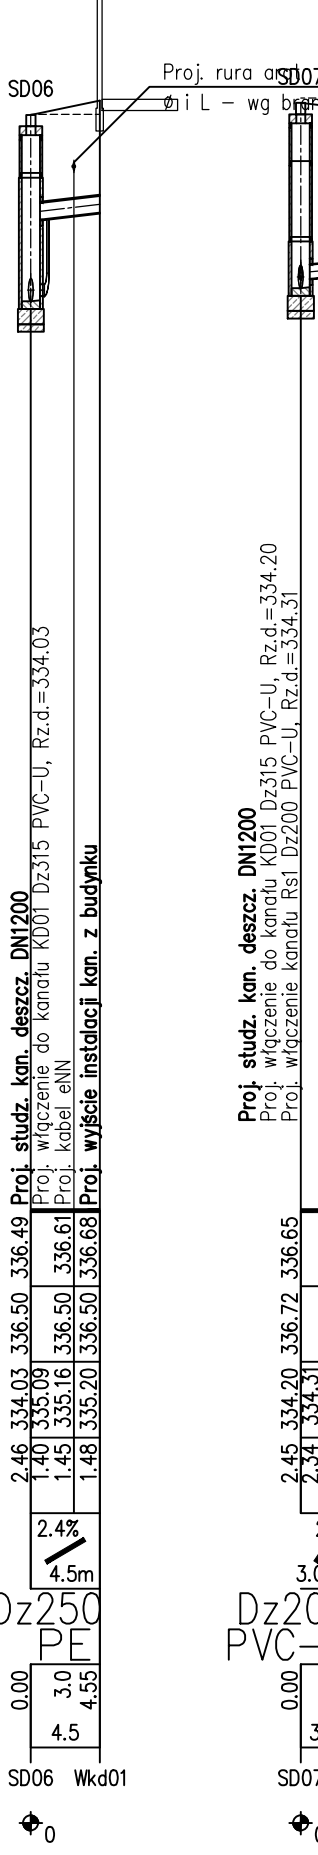 SD06
Proj. rura
SD07
Ø i L – wg
Proj. studz. kan. deszcz. DN1200
Proj. włączenie do kanału KD01 Dz315 PVC–U, Rz.d.=334.03
Proj. kabel eNN
Proj. wyjście instalacji kan. z budynku
Proj. studz. kan. deszcz. DN1200
Proj. włączenie do kanału KD01 Dz315 PVC–U, Rz.d.=334.20
Proj. włączenie kanału Rs1 Dz200 PVC–U, Rz.d.=334.31
336.49 336.61 336.68 336.65
336.50 336.50 336.50 336.72
334.03 335.09 335.16 335.20 334.20 334.31
2.46 1.40 1.45 1.48 2.45 2.34
2.4%
4.5m
Dz250
PE
PVC–
0.00 3.0 4.55 0.00
4.5
SD06 Wkd01 SD07
0